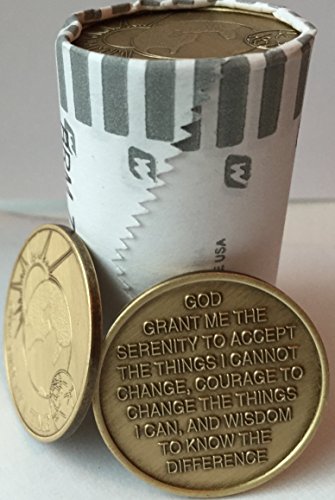 GOD
GRANT ME THE
SERENITY TO ACCEPT
THE THINGS I CANNOT
CHANGE, COURAGE TO
CHANGE THE THINGS
I CAN, AND WISDOM
TO KNOW THE
DIFFERENCE
USA